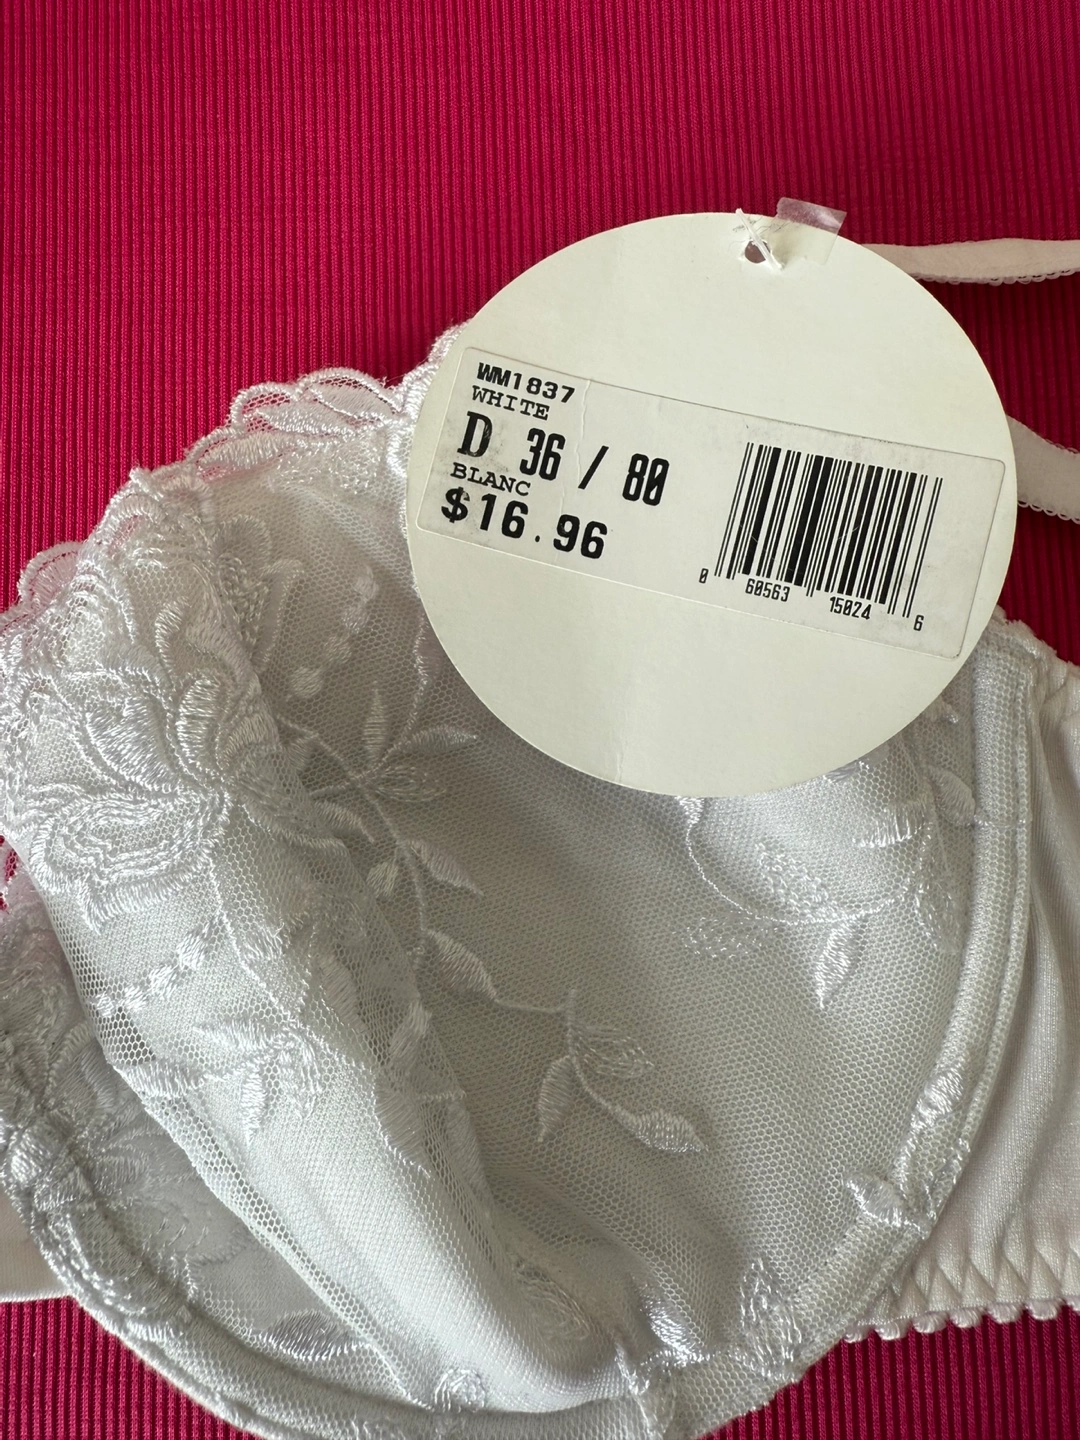 WM1837
WHITE
D 36 / 80
BLANC
$16.96
0 60563 15024 6